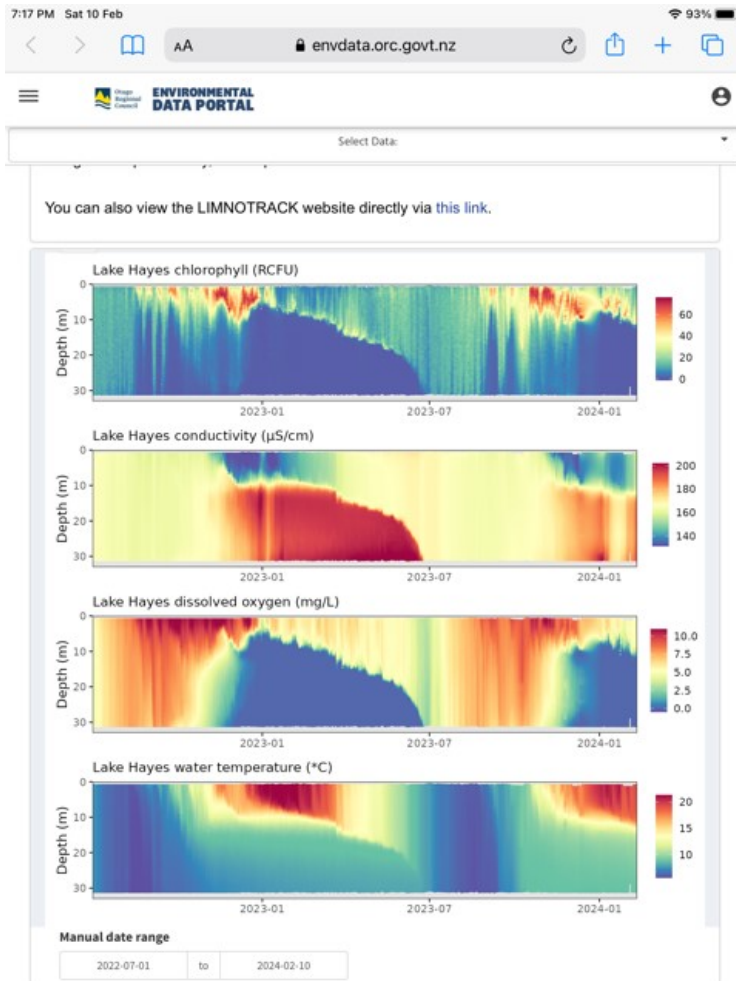 7:17 PM Sat 10 Feb 93%
AA envdata.orc.govt.nz
Otago Regional Council ENVIRONMENTAL DATA PORTAL
Select Data:
You can also view the LIMNOTRACK website directly via this link.
Lake Hayes chlorophyll (RCFU)
Depth (m)
0
10
20
30
2023-01 2023-07 2024-01
60
40
20
0
Lake Hayes conductivity (µS/cm)
Depth (m)
0
10
20
30
2023-01 2023-07 2024-01
200
180
160
140
Lake Hayes dissolved oxygen (mg/L)
Depth (m)
0
10
20
30
2023-01 2023-07 2024-01
10.0
7.5
5.0
2.5
0.0
Lake Hayes water temperature (*C)
Depth (m)
0
10
20
30
2023-01 2023-07 2024-01
20
15
10
Manual date range
2022-07-01 to 2024-02-10